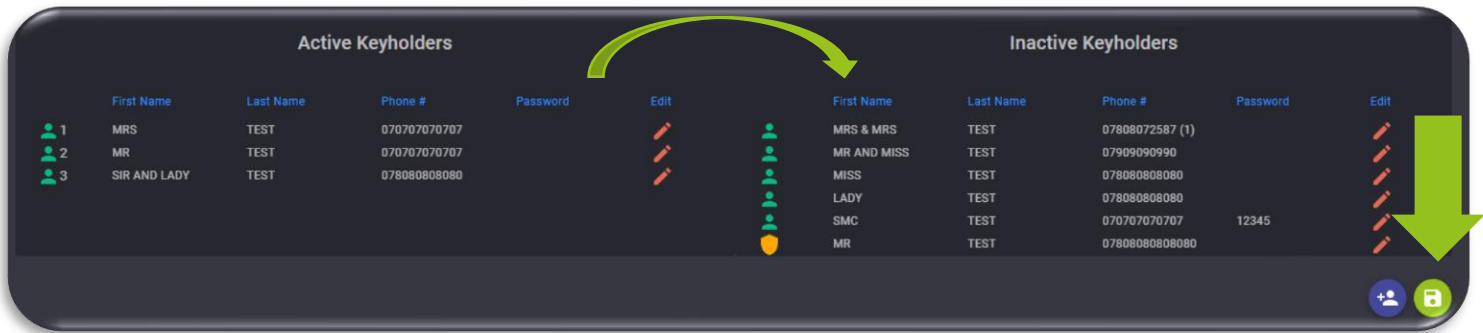 Active Keyholders
First Name Last Name Phone # Password Edit
1 MRS TEST 070707070707
2 MR TEST 070707070707
3 SIR AND LADY TEST 078080808080
Inactive Keyholders
First Name Last Name Phone # Password Edit
MRS & MRS TEST 07808072587 (1)
MR AND MISS TEST 07909090990
MISS TEST 078080808080
LADY TEST 078080808080
SMC TEST 070707070707 12345
MR TEST 07808080808080